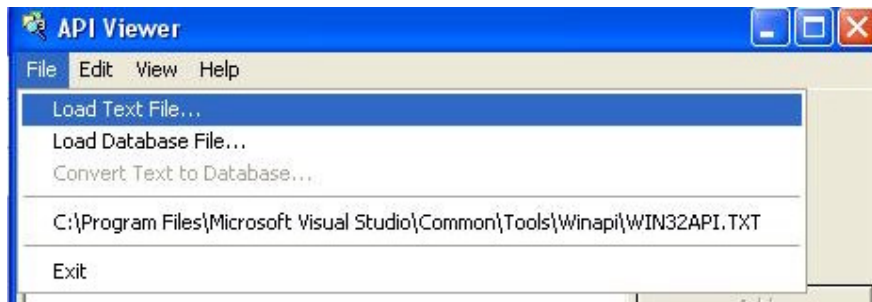 API Viewer
File Edit View Help
Load Text File...
Load Database File...
Convert Text to Database...
C:\Program Files\Microsoft Visual Studio\Common\Tools\Winapi\WIN32API.TXT
Exit